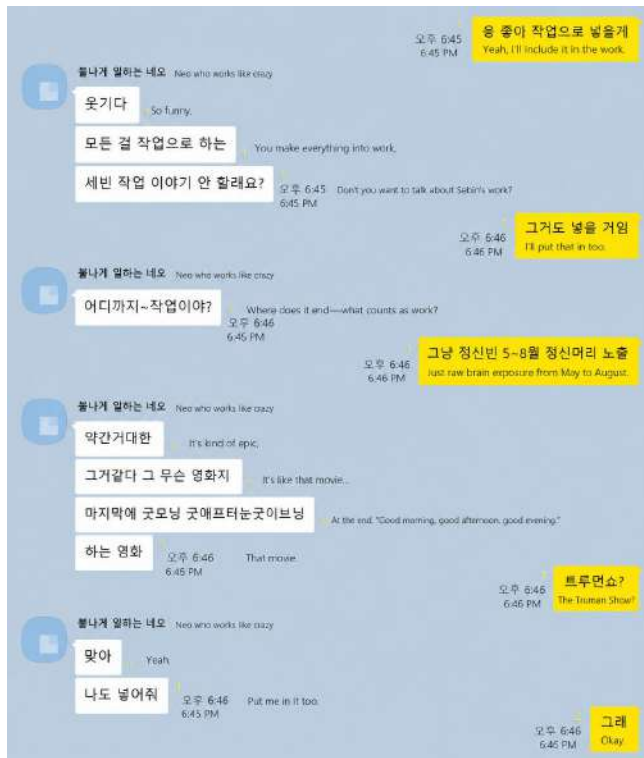 응 좋아 작업으로 넣을게
오후 6:45
Yeah, I'll include it in the work.
6:45 PM
불나게 일하는 네오 Neo who works like crazy
웃기다 So funny.
모든 걸 작업으로 하는 You make everything into work.
세빈 작업 이야기 안 할래요? 오후 6:45 Don't you want to talk about Sebin's work?
6:45 PM
그거도 넣을 거임
오후 6:46
I'll put that in too.
6:46 PM
불나게 일하는 네오 Neo who works like crazy
어디까지~작업이야? Where does it end—what counts as work?
오후 6:46
6:45 PM
그냥 정신빈 5~8월 정신머리 노출
오후 6:46
Just raw brain exposure from May to August.
6:46 PM
불나게 일하는 네오 Neo who works like crazy
약간거대한 It's kind of epic.
그거같다 그 무슨 영화지 It's like that movie...
마지막에 굿모닝 굿애프터눈굿이브닝 At the end. "Good morning, good afternoon, good evening."
하는 영화 오후 6:46 That movie.
6:45 PM
트루먼쇼?
오후 6:46
The Truman Show?
6:46 PM
불나게 일하는 네오 Neo who works like crazy
맞아 Yeah.
나도 넣어줘 오후 6:46 Put me in it too.
6:45 PM
그래
오후 6:46
Okay.
6:46 PM